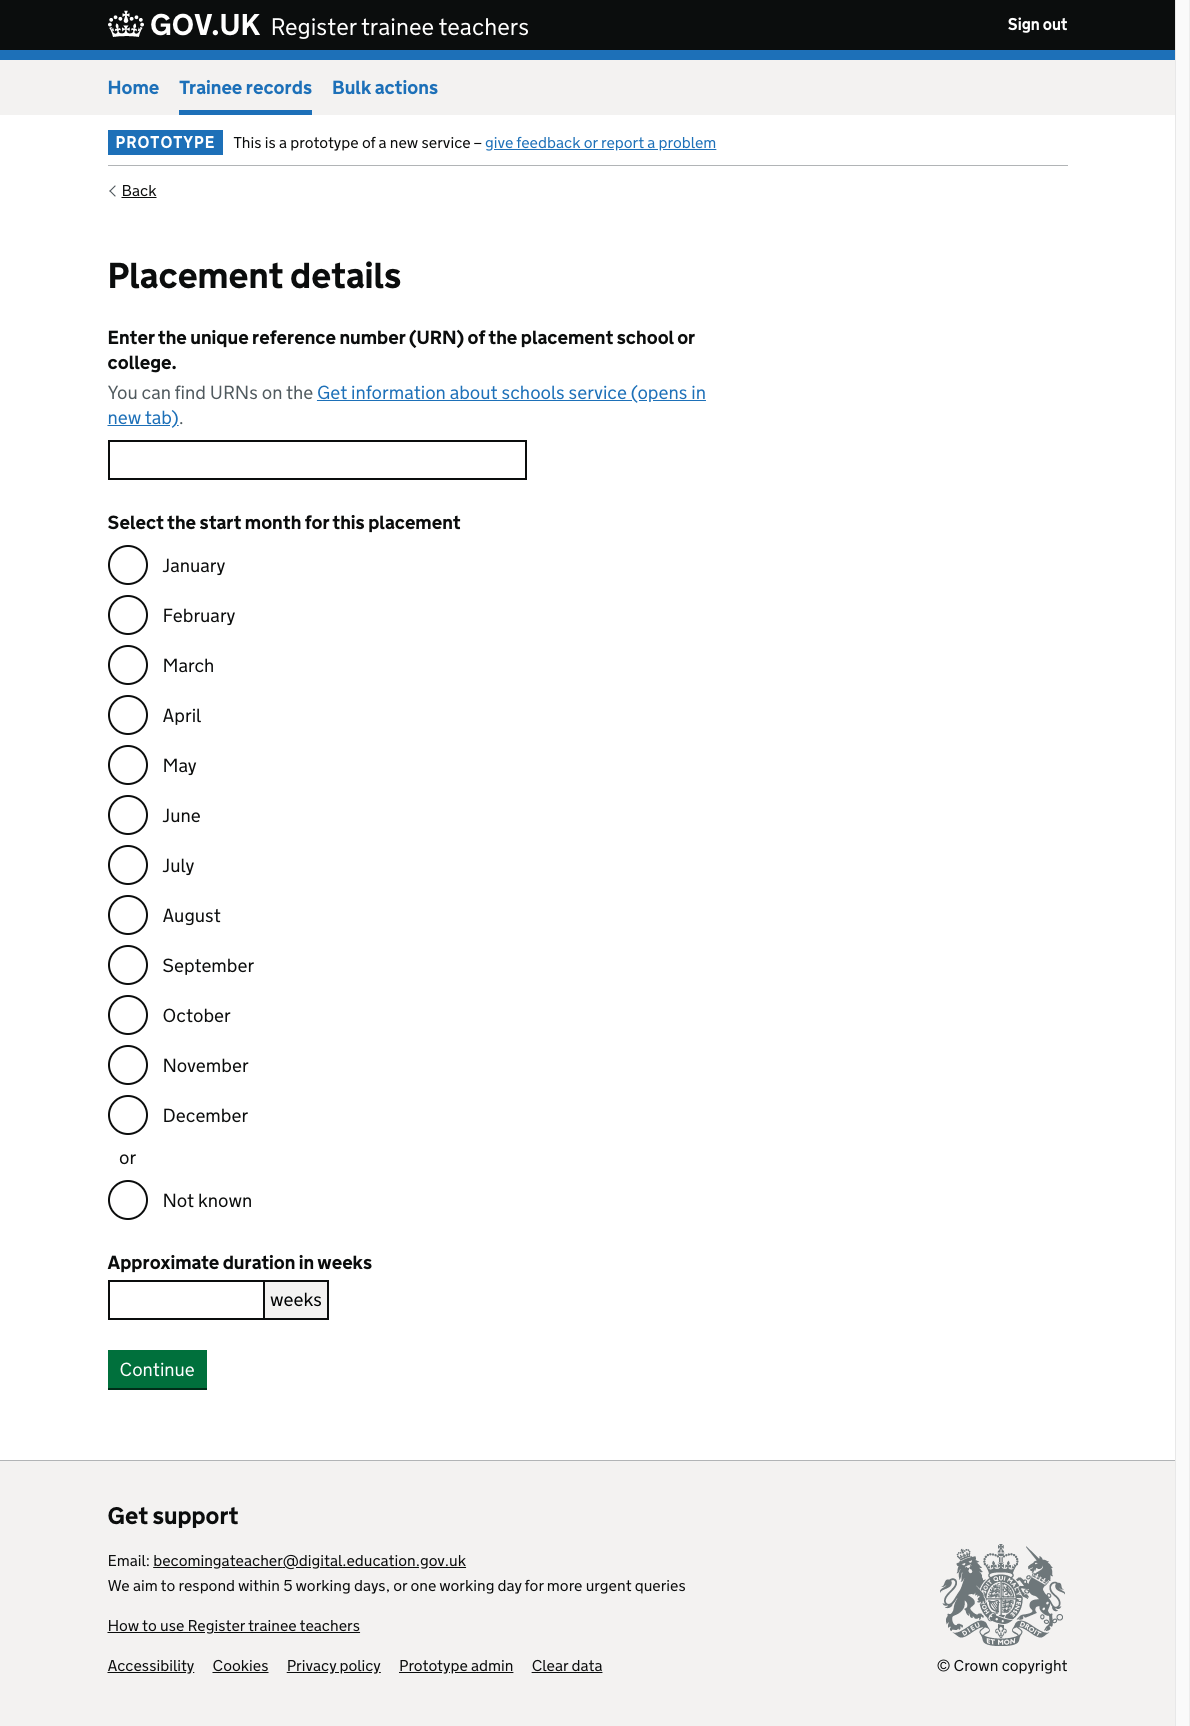 GOV.UK Register trainee teachers Sign out
Home Trainee records Bulk actions
PROTOTYPE This is a prototype of a new service – give feedback or report a problem
Back
Placement details
Enter the unique reference number (URN) of the placement school or
college.
You can find URNs on the Get information about schools service (opens in
new tab).
Select the start month for this placement
January
February
March
April
May
June
July
August
September
October
November
December
or
Not known
Approximate duration in weeks
weeks
Continue
Get support
Email: becomingateacher@digital.education.gov.uk
We aim to respond within 5 working days, or one working day for more urgent queries
How to use Register trainee teachers
Accessibility Cookies Privacy policy Prototype admin Clear data
DIEU ET MON DROIT
© Crown copyright